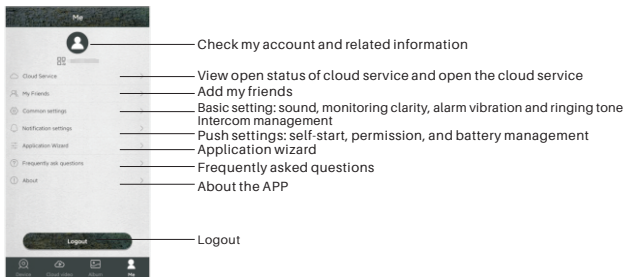 Me
Check my account and related information
Cloud Service
View open status of cloud service and open the cloud service
My Friends
Add my friends
Common settings
Basic setting: sound, monitoring clarity, alarm vibration and ringing tone
Intercom management
Notification settings
Push settings: self-start, permission, and battery management
Application Wizard
Application wizard
Frequently ask questions
Frequently asked questions
About
About the APP
Logout
Logout
Device Cloud video Album Me